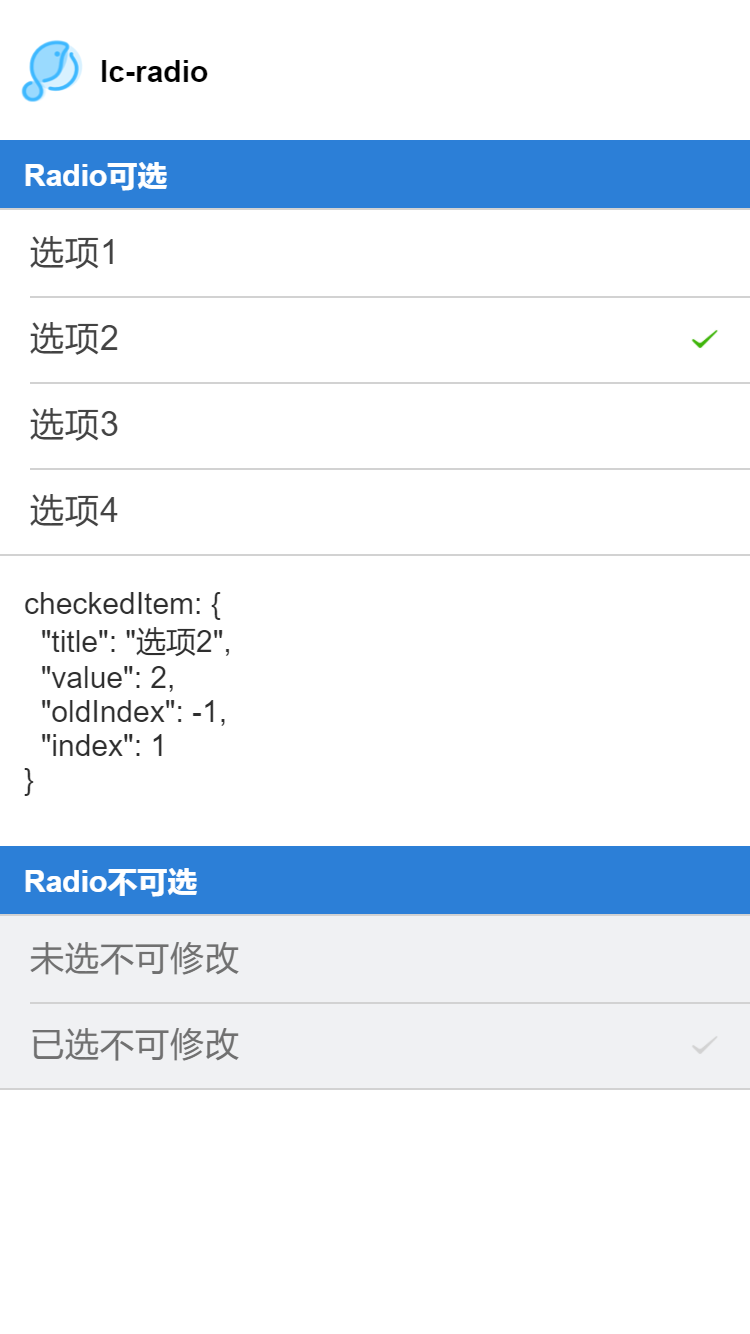 lc-radio
Radio可选
选项1
选项2
选项3
选项4
checkedItem: {
"title": "选项2",
"value": 2,
"oldIndex": -1,
"index": 1
}
Radio不可选
未选不可修改
已选不可修改